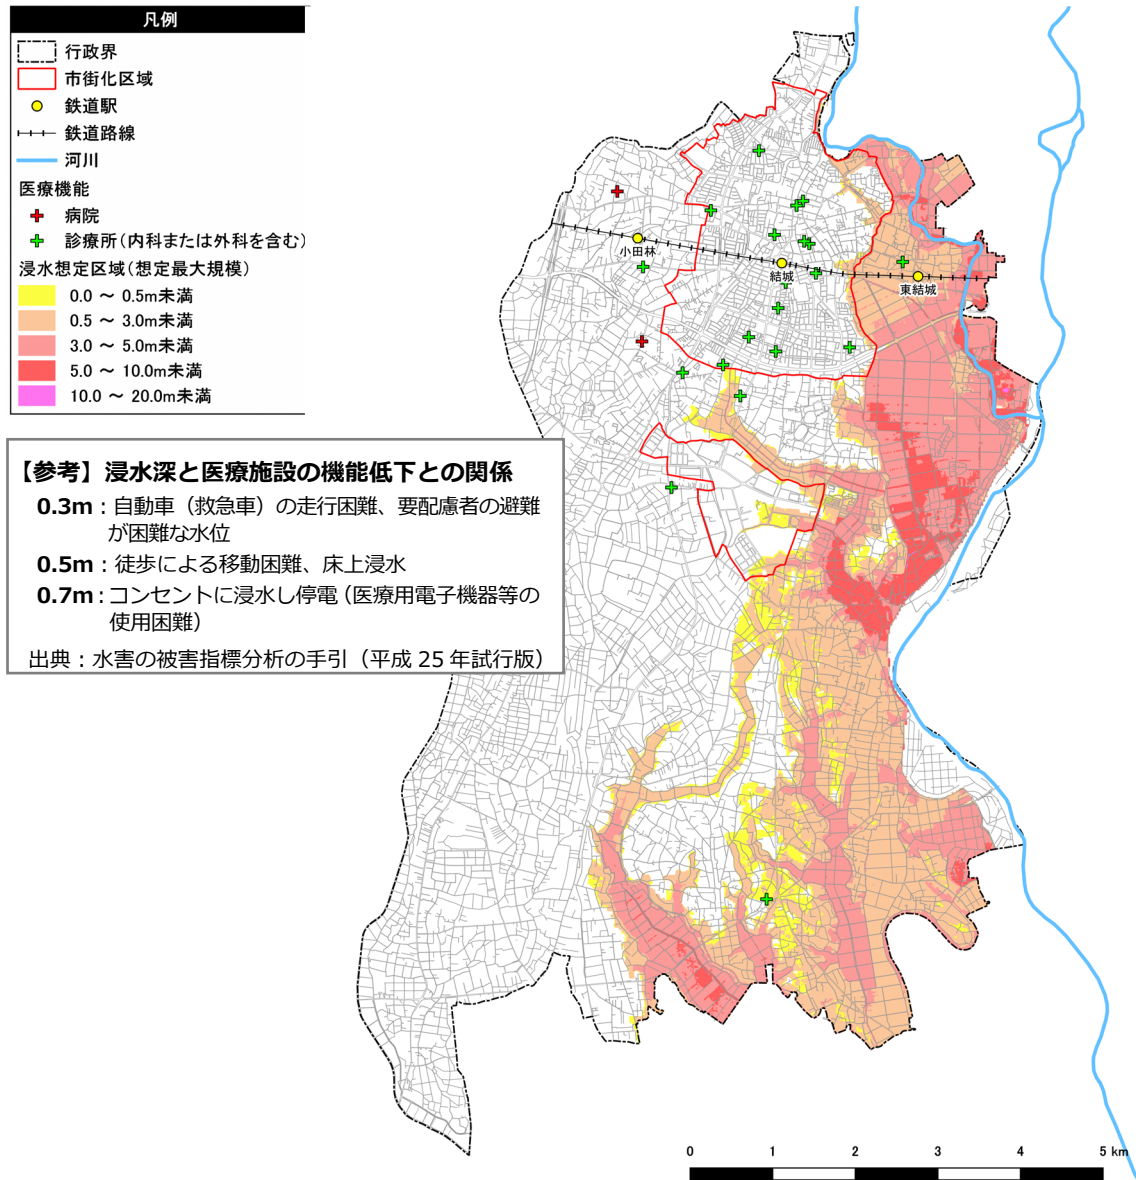 凡例
行政界
市街化区域
鉄道駅
鉄道路線
河川
医療機能
病院
診療所(内科または外科を含む)
浸水想定区域(想定最大規模)
0.0 ～ 0.5m未満
0.5 ～ 3.0m未満
3.0 ～ 5.0m未満
5.0 ～ 10.0m未満
10.0 ～ 20.0m未満
小田林
結城
東結城
【参考】浸水深と医療施設の機能低下との関係
0.3m：自動車（救急車）の走行困難、要配慮者の避難
が困難な水位
0.5m：徒歩による移動困難、床上浸水
0.7m：コンセントに浸水し停電（医療用電子機器等の
使用困難）
出典：水害の被害指標分析の手引（平成 25 年試行版）
0 1 2 3 4 5 km